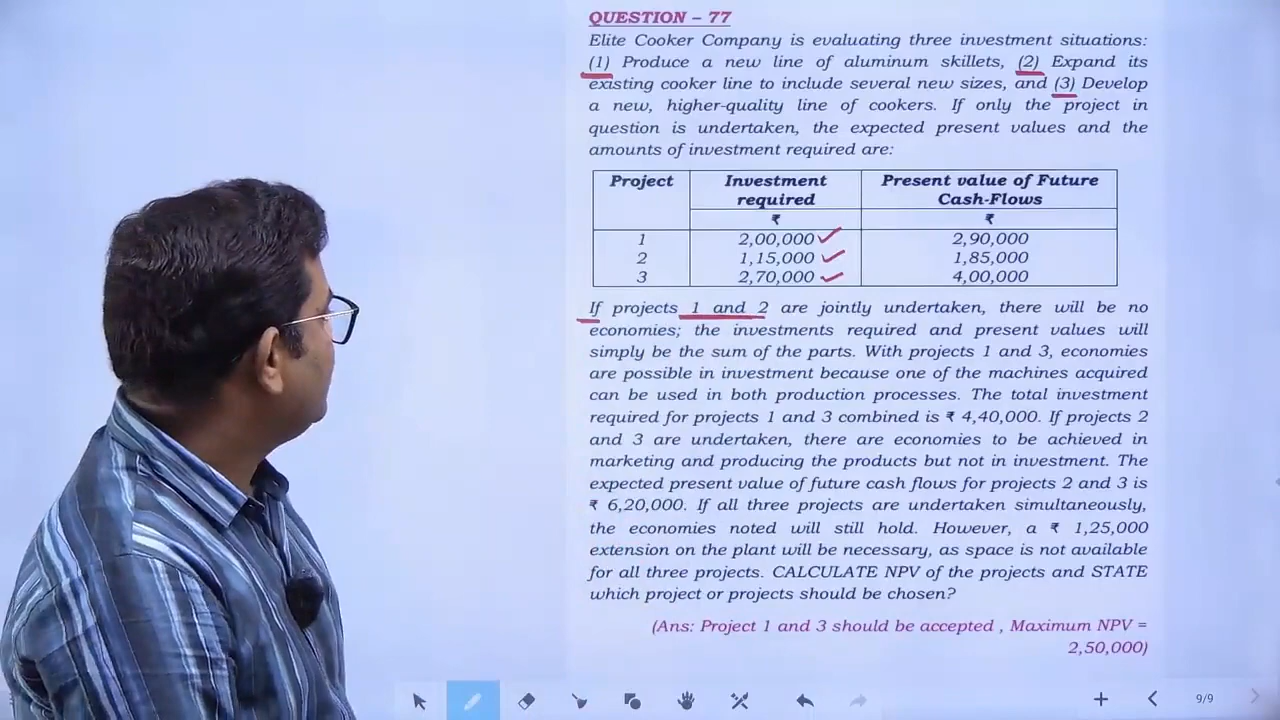 QUESTION – 77
Elite Cooker Company is evaluating three investment situations:
(1) Produce a new line of aluminum skillets, (2) Expand its
existing cooker line to include several new sizes, and (3) Develop
a new, higher-quality line of cookers. If only the project in
question is undertaken, the expected present values and the
amounts of investment required are:
Project Investment required Present value of Future Cash-Flows
₹ ₹
1 2,00,000 2,90,000
2 1,15,000 1,85,000
3 2,70,000 4,00,000
If projects 1 and 2 are jointly undertaken, there will be no
economies; the investments required and present values will
simply be the sum of the parts. With projects 1 and 3, economies
are possible in investment because one of the machines acquired
can be used in both production processes. The total investment
required for projects 1 and 3 combined is ₹ 4,40,000. If projects 2
and 3 are undertaken, there are economies to be achieved in
marketing and producing the products but not in investment. The
expected present value of future cash flows for projects 2 and 3 is
₹ 6,20,000. If all three projects are undertaken simultaneously,
the economies noted will still hold. However, a ₹ 1,25,000
extension on the plant will be necessary, as space is not available
for all three projects. CALCULATE NPV of the projects and STATE
which project or projects should be chosen?
(Ans: Project 1 and 3 should be accepted , Maximum NPV =
2,50,000)
9/9